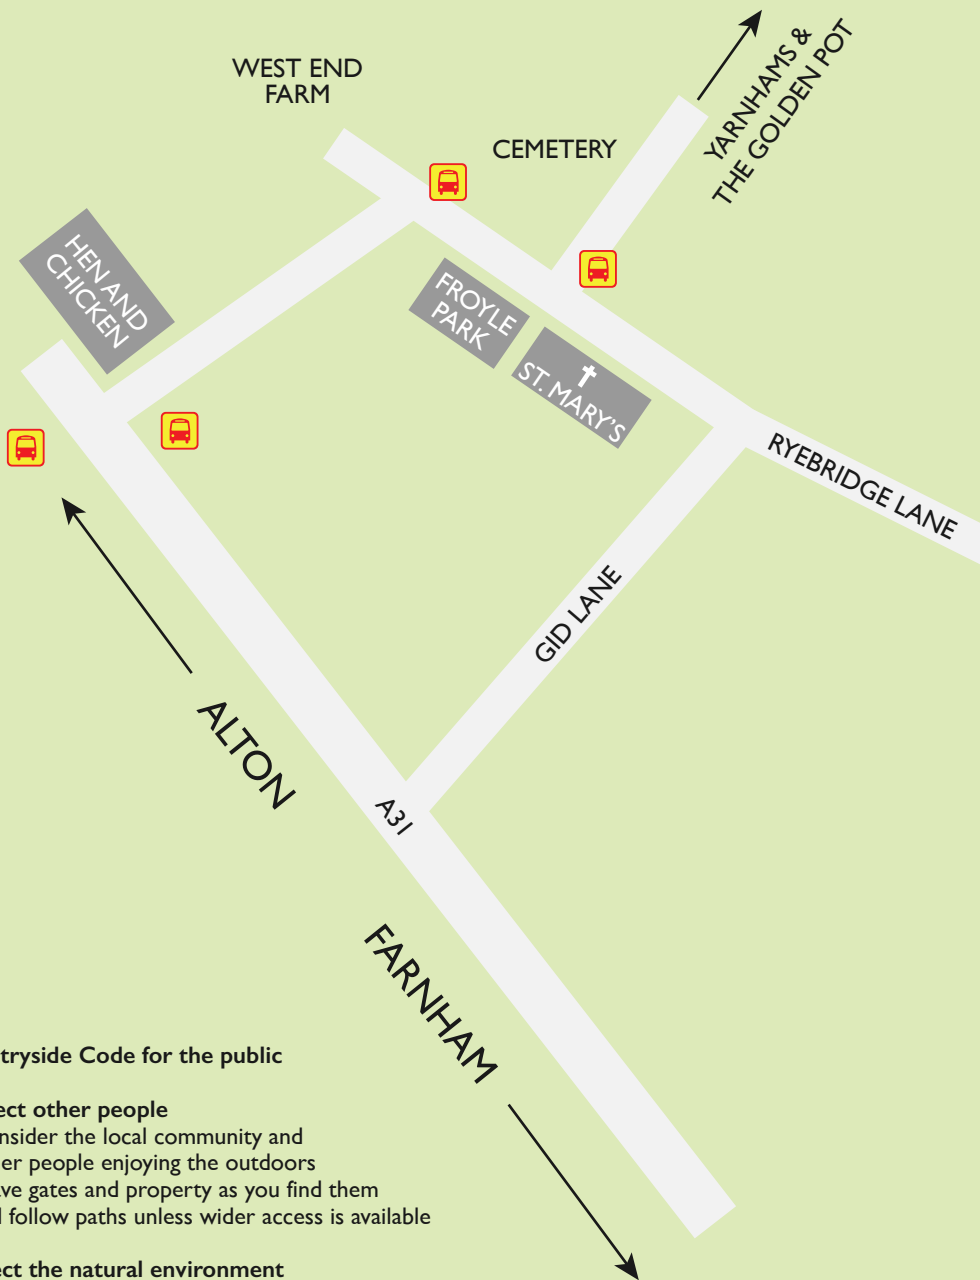 WEST END
FARM
CEMETERY
YARNHAMS &
THE GOLDEN POT
HEN AND
CHICKEN
FROYLE
PARK
ST. MARY'S
RYEBRIDGE LANE
GID LANE
ALTON
A31
FARNHAM
tryside Code for the public
ect other people
nsider the local community and
er people enjoying the outdoors
ve gates and property as you find them
follow paths unless wider access is available
ect the natural environment